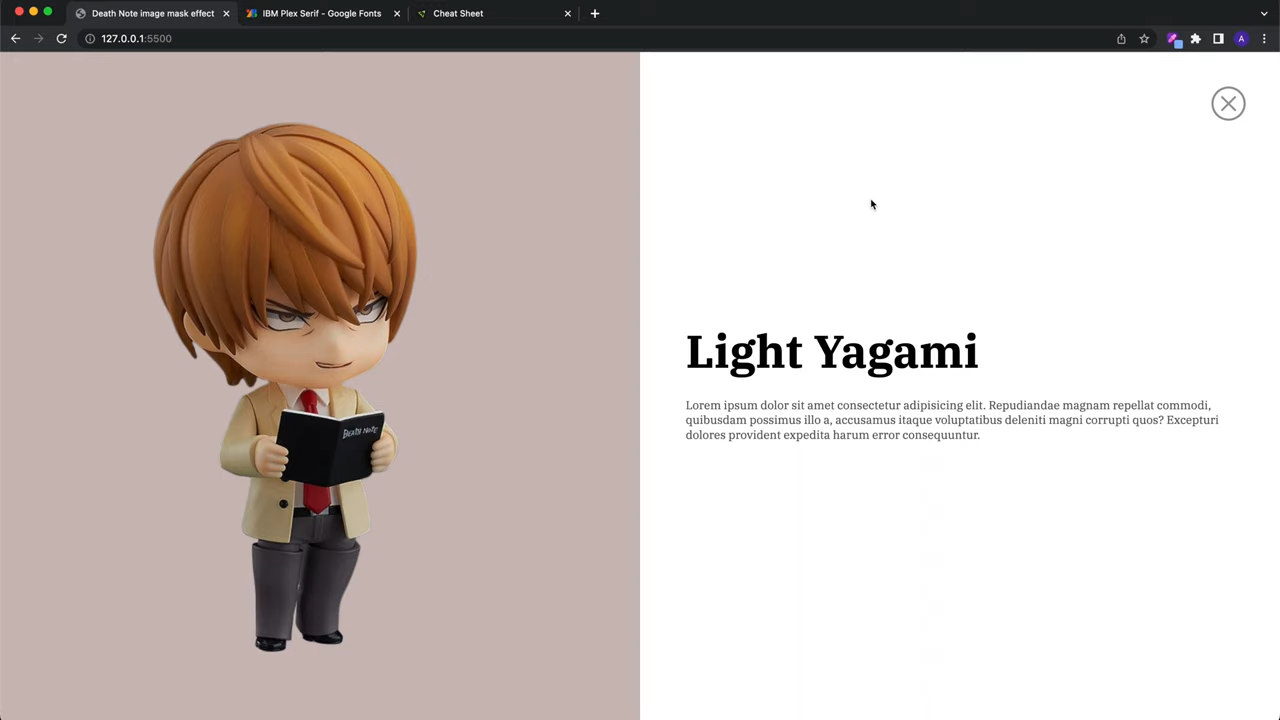 Death Note image mask effect
IBM Plex Serif - Google Fonts
Cheat Sheet
127.0.0.1:5500
A
Light Yagami
Lorem ipsum dolor sit amet consectetur adipisicing elit. Repudiandae magnam repellat commodi,
quibusdam possimus illo a, accusamus itaque voluptatibus deleniti magni corrupti quos? Excepturi
dolores provident expedita harum error consequuntur.
DEATH NOTE